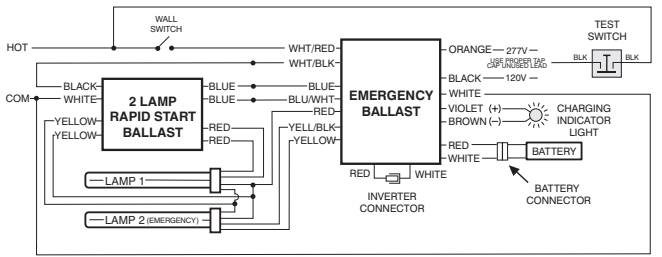 WALL
SWITCH
TEST
SWITCH
HOT
WHT/RED
ORANGE
277V
USE PROPER TAP
CAP UNUSED LEAD
BLK
BLK
WHT/BLK
BLACK
WHITE
COM
2 LAMP
RAPID START
BALLAST
BLUE
BLUE
BLUE
BLU/WHT
EMERGENCY
BALLAST
BLACK
120V
WHITE
VIOLET (+)
BROWN (–)
CHARGING
INDICATOR
LIGHT
YELLOW
YELLOW
RED
RED
RED
YELL/BLK
YELLOW
RED
WHITE
BATTERY
BATTERY
CONNECTOR
LAMP 1
LAMP 2 (EMERGENCY)
RED
WHITE
INVERTER
CONNECTOR